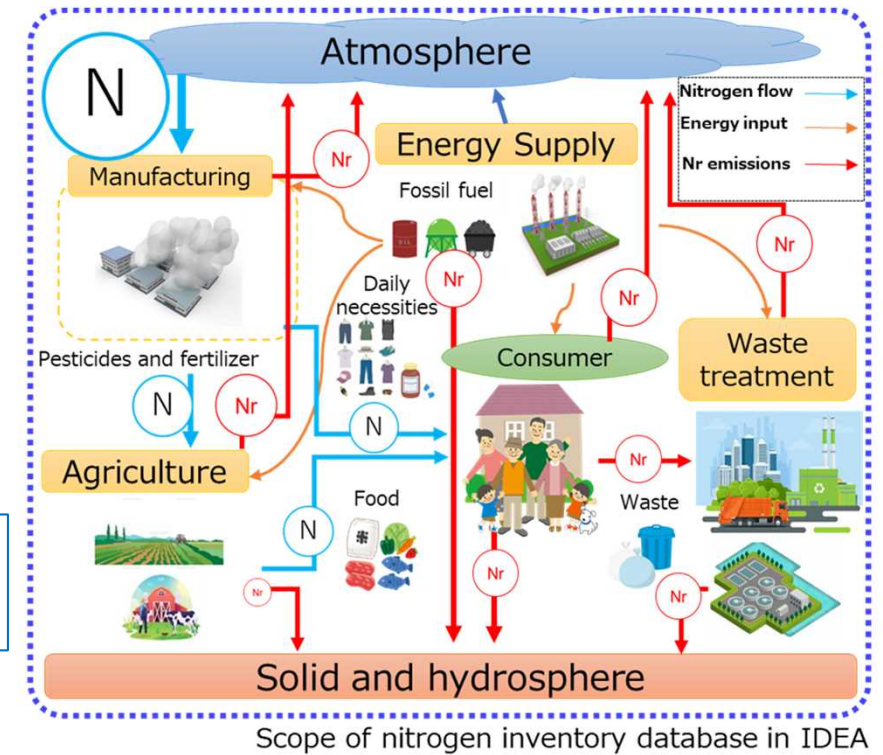 Atmosphere
N
Nitrogen flow
Energy input
Nr emissions
Manufacturing
Nr
Energy Supply
Fossil fuel
OIL
Nr
Nr
Nr
Daily
necessities
Consumer
Waste
treatment
Pesticides and fertilizer
N
Nr
N
Agriculture
Nr
Food
Waste
N
Nr
Nr
Nr
Solid and hydrosphere
Scope of nitrogen inventory database in IDEA